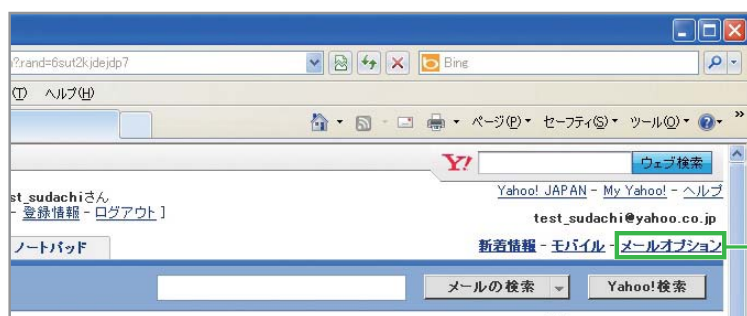 ?rand=6sut2kjdejdp7 Bing
(T) ヘルプ(H)
ページ(P) セーフティ(S) ツール(O) »
Y! ウェブ検索
st_sudachiさん Yahoo! JAPAN - My Yahoo! - ヘルプ
- 登録情報 - ログアウト ]
test_sudachi@yahoo.co.jp
ノートパッド 新着情報 - モバイル - メールオプション
メールの検索 Yahoo!検索